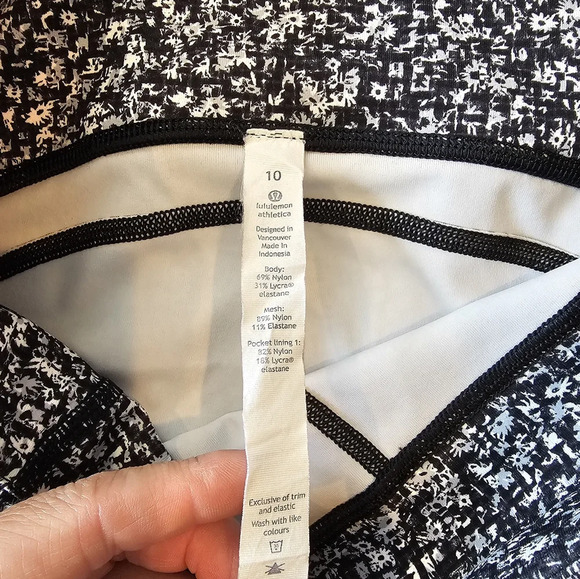 10
lululemon
athletica
Designed in
Vancouver
Made in
Indonesia
Body:
69% Nylon
31% Lycra®
elastane
Mesh:
89% Nylon
11% Elastane
Pocket lining 1:
82% Nylon
18% Lycra®
elastane
Exclusive of trim
and elastic
Wash with like
colours